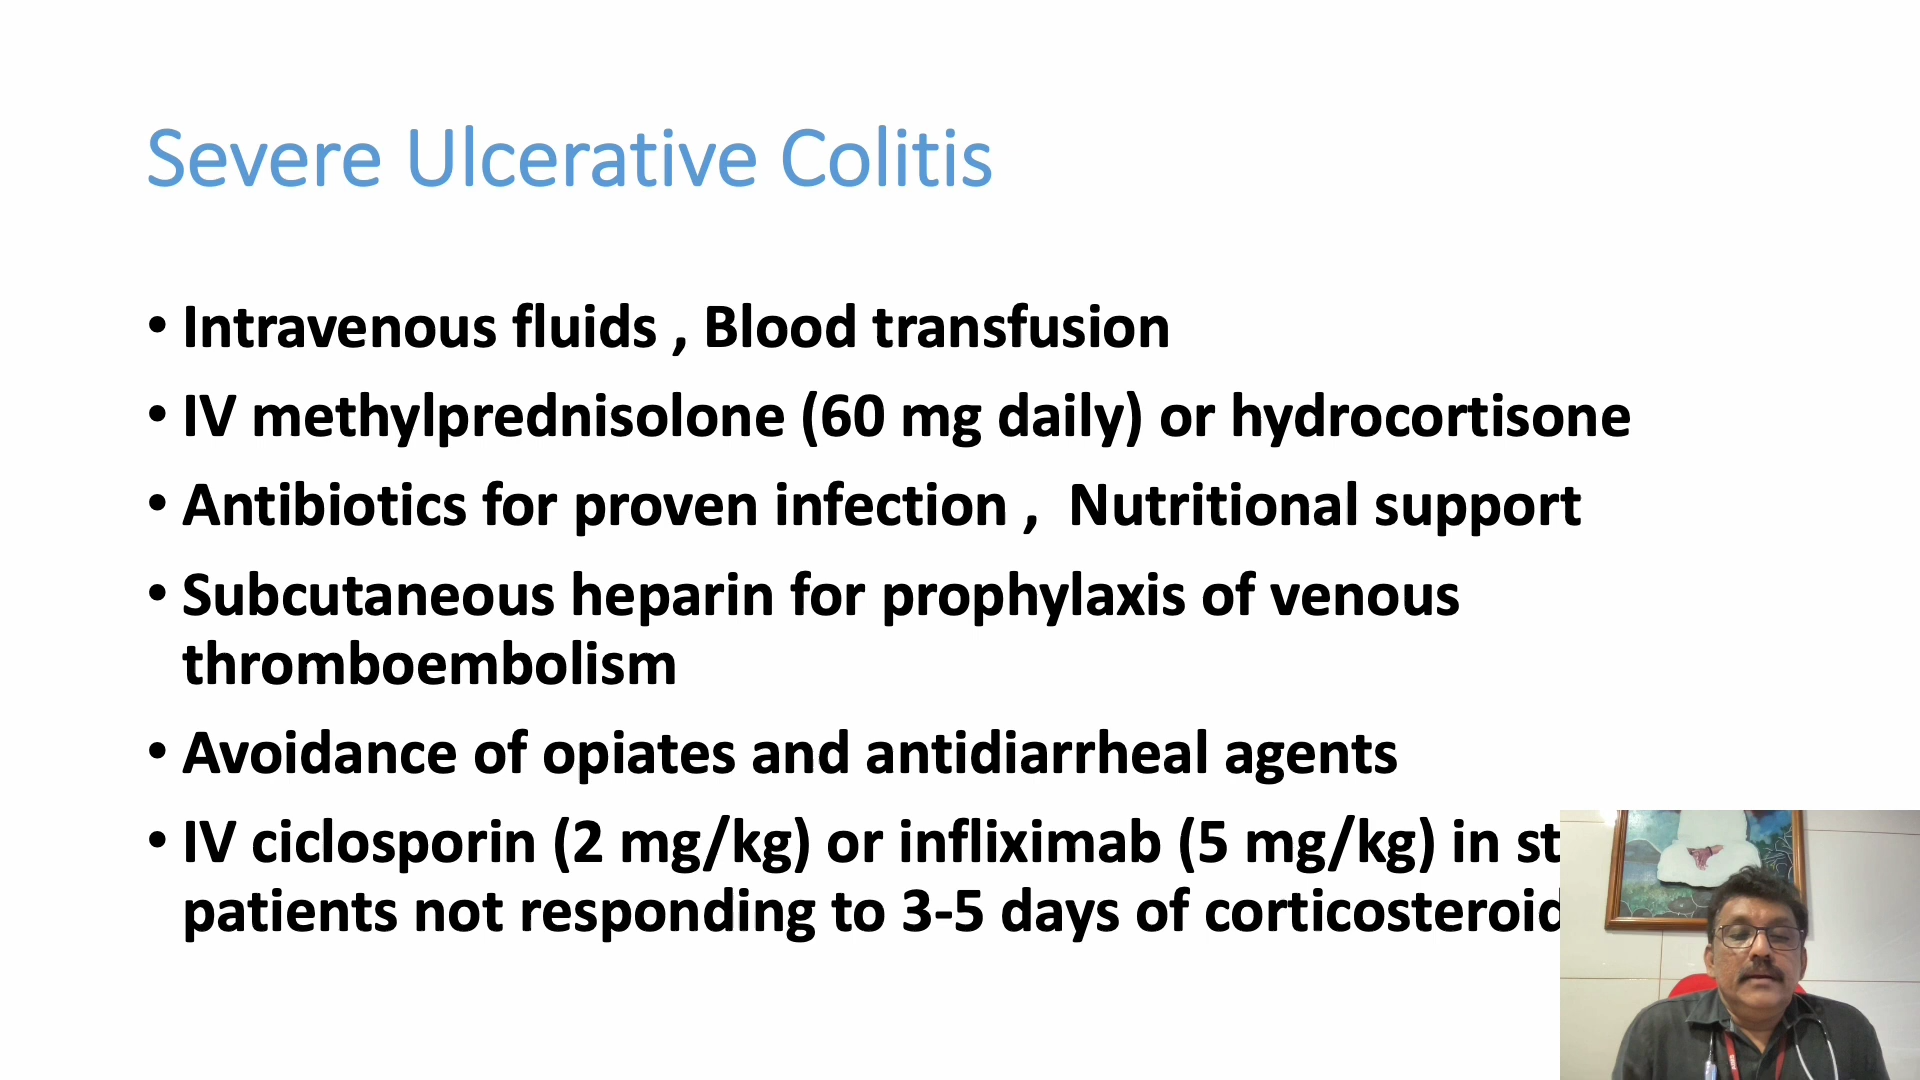 Severe Ulcerative Colitis
• Intravenous fluids , Blood transfusion
• IV methylprednisolone (60 mg daily) or hydrocortisone
• Antibiotics for proven infection ,  Nutritional support
• Subcutaneous heparin for prophylaxis of venous
thromboembolism
• Avoidance of opiates and antidiarrheal agents
• IV ciclosporin (2 mg/kg) or infliximab (5 mg/kg) in
patients not responding to 3-5 days of corticosteroid